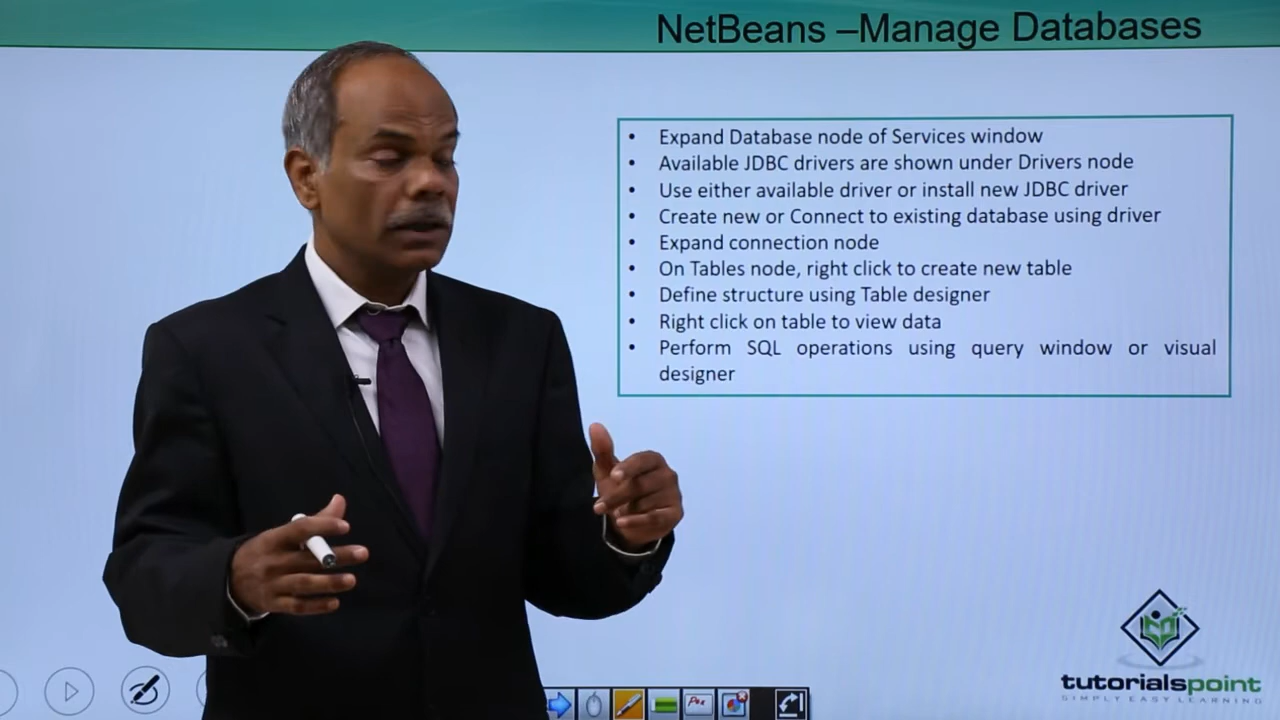 NetBeans –Manage Databases
• Expand Database node of Services window
• Available JDBC drivers are shown under Drivers node
• Use either available driver or install new JDBC driver
• Create new or Connect to existing database using driver
• Expand connection node
• On Tables node, right click to create new table
• Define structure using Table designer
• Right click on table to view data
• Perform SQL operations using query window or visual
designer
tutorialspoint
SIMPLY EASY LEARNING